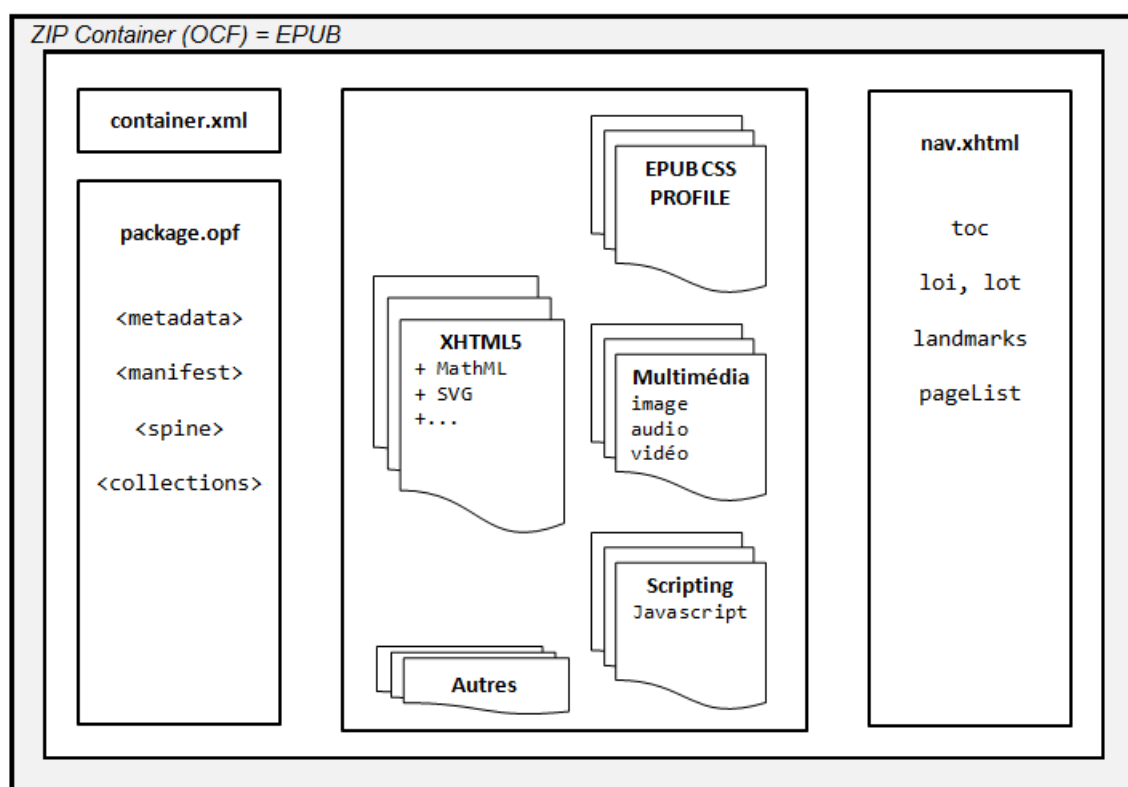 ZIP Container (OCF) = EPUB
container.xml
package.opf
<metadata>
<manifest>
<spine>
<collections>
XHTML5
+ MathML
+ SVG
+...
Autres
EPUB CSS
PROFILE
Multimédia
image
audio
vidéo
Scripting
Javascript
nav.xhtml
toc
loi, lot
landmarks
pageList